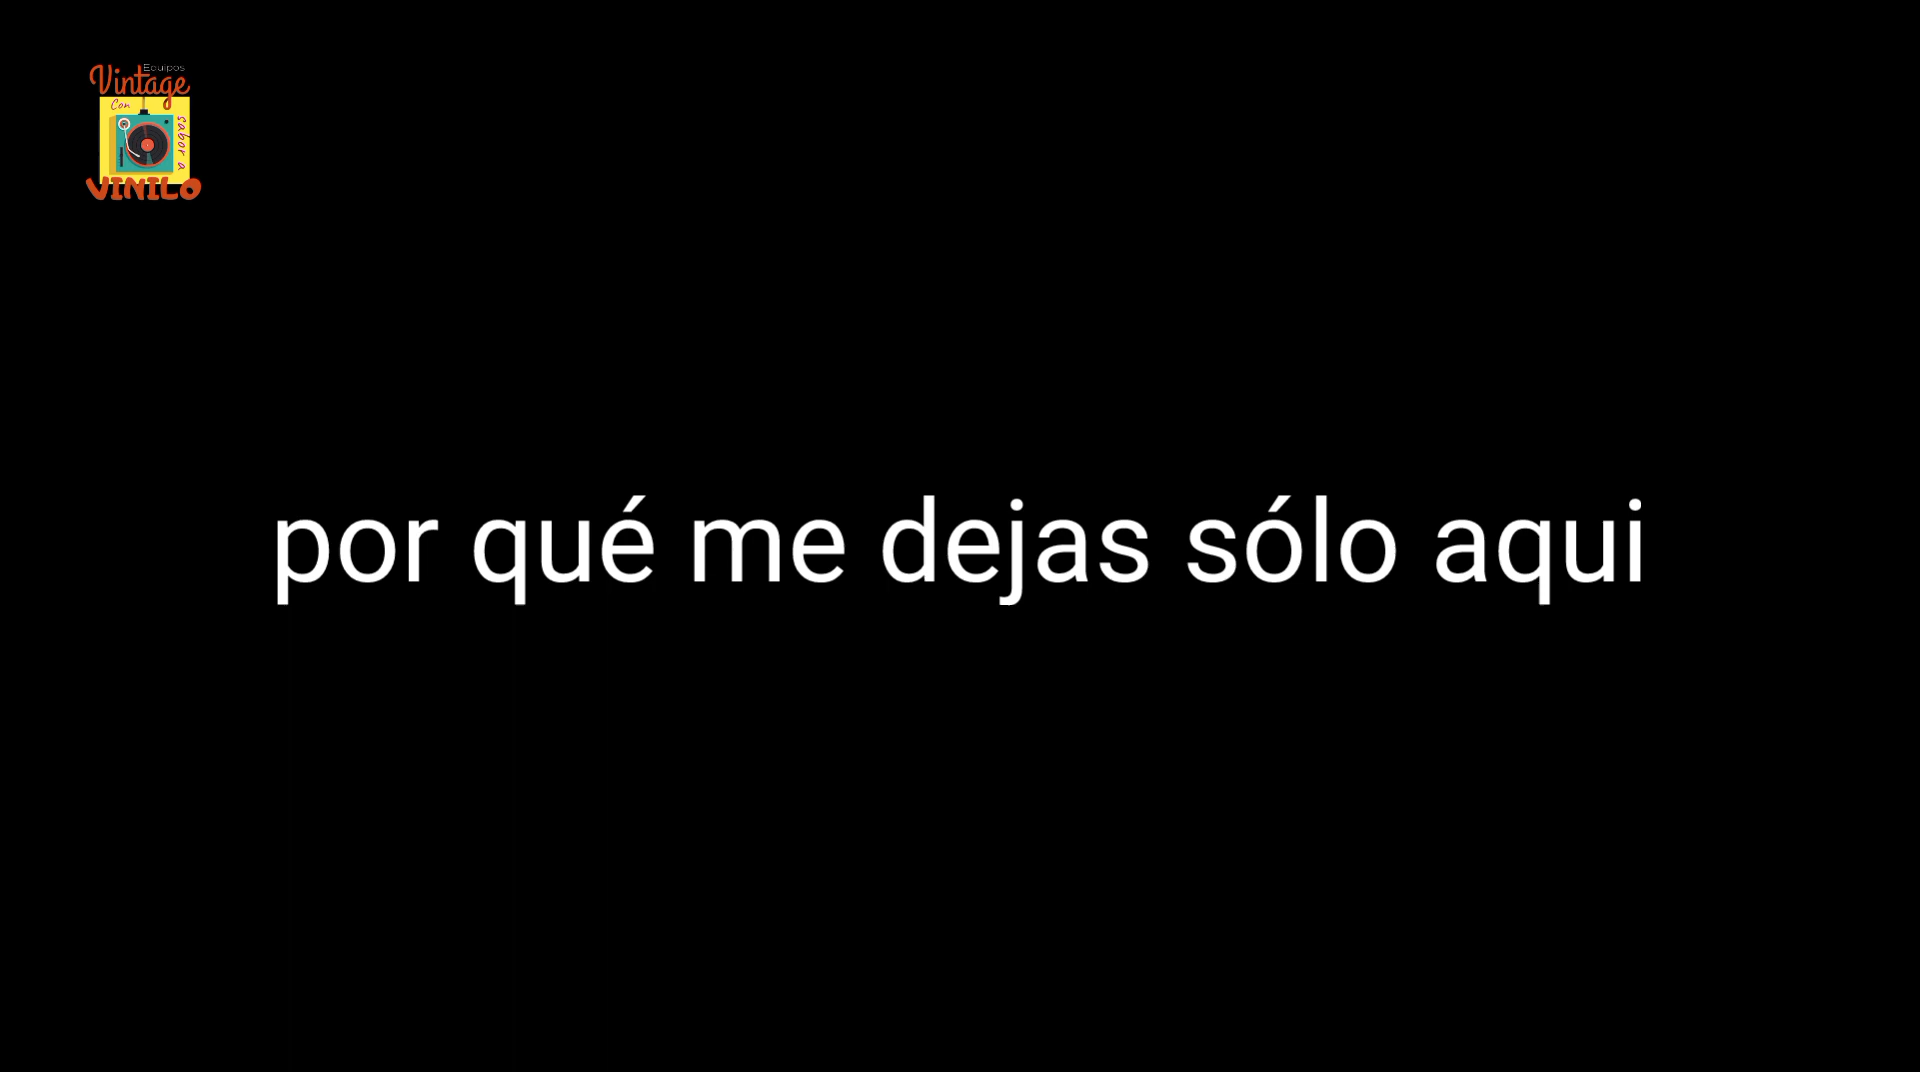 Equipos
Vintage
Con
sabor a
VINILO
por qué me dejas sólo aqui